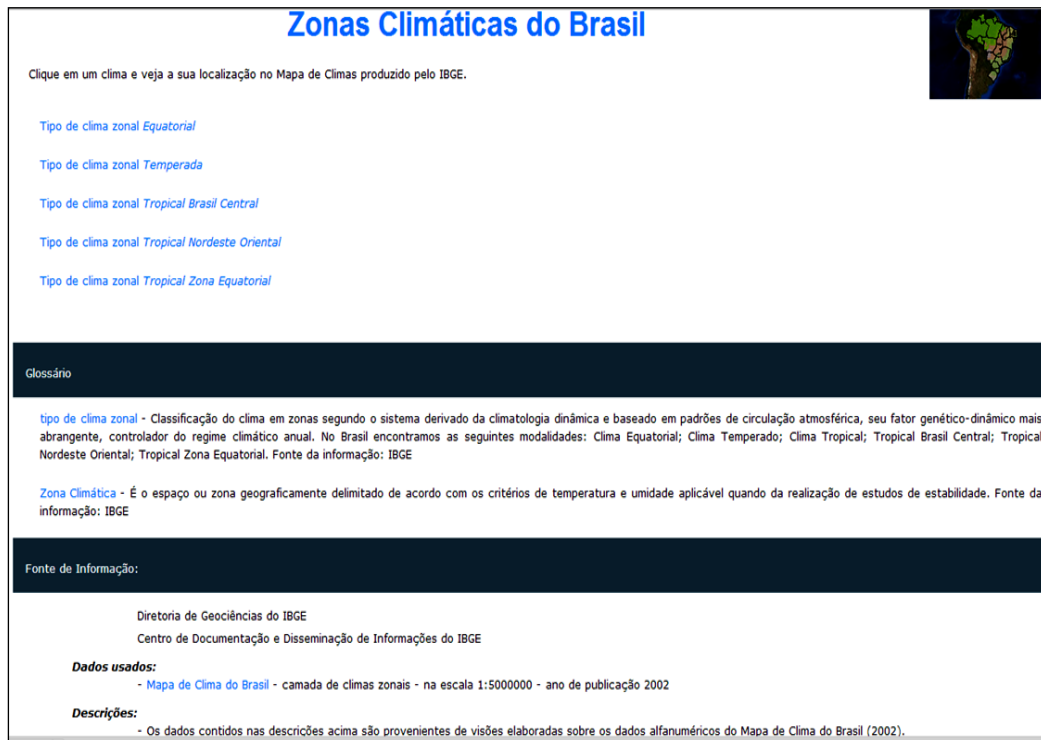 Zonas Climáticas do Brasil
Clique em um clima e veja a sua localização no Mapa de Climas produzido pelo IBGE.
Tipo de clima zonal Equatorial
Tipo de clima zonal Temperada
Tipo de clima zonal Tropical Brasil Central
Tipo de clima zonal Tropical Nordeste Oriental
Tipo de clima zonal Tropical Zona Equatorial
Glossário
tipo de clima zonal - Classificação do clima em zonas segundo o sistema derivado da climatologia dinâmica e baseado em padrões de circulação atmosférica, seu fator genético-dinâmico mais
abrangente, controlador do regime climático anual. No Brasil encontramos as seguintes modalidades: Clima Equatorial; Clima Temperado; Clima Tropical; Tropical Brasil Central; Tropical
Nordeste Oriental; Tropical Zona Equatorial. Fonte da informação: IBGE
Zona Climática - É o espaço ou zona geograficamente delimitado de acordo com os critérios de temperatura e umidade aplicável quando da realização de estudos de estabilidade. Fonte da
informação: IBGE
Fonte de Informação:
Diretoria de Geociências do IBGE
Centro de Documentação e Disseminação de Informações do IBGE
Dados usados:
- Mapa de Clima do Brasil - camada de climas zonais - na escala 1:5000000 - ano de publicação 2002
Descrições:
- Os dados contidos nas descrições acima são provenientes de visões elaboradas sobre os dados alfanuméricos do Mapa de Clima do Brasil (2002).